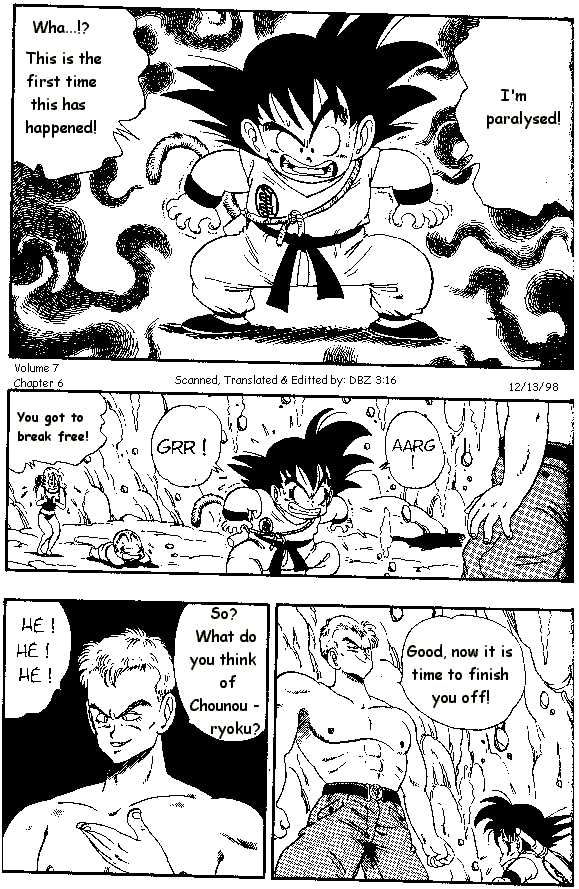 Wha...!?
This is the
first time
this has
happened!
I'm
paralysed!
Volume 7
Chapter 6
Scanned, Translated & Editted by: DBZ 3:16
12/13/98
You got to
break free!
GRR !
AARG
!
HE !
HE !
HE !
So?
What do
you think
of
Chounou -
ryoku?
Good, now it is
time to finish
you off!